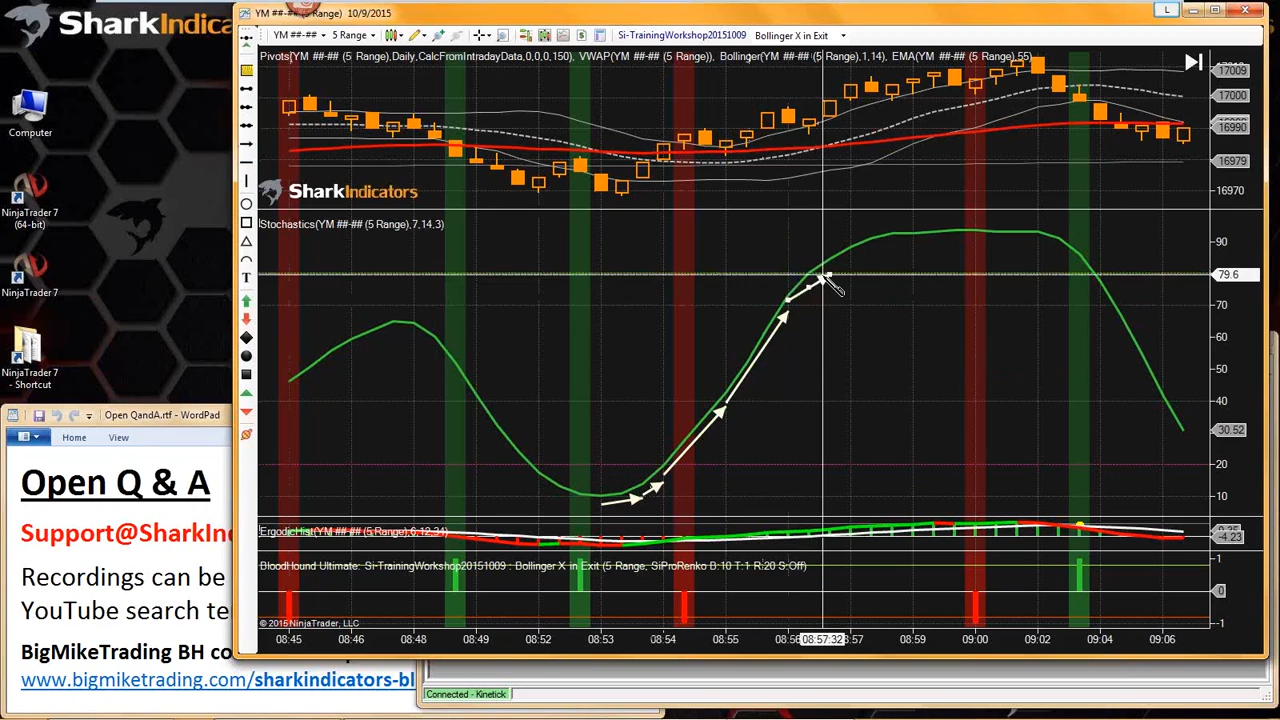 SharkIndica
YM ##-## (5 Range) 10/9/2015
L
YM ##-## 5 Range Si-TrainingWorkshop20151009 Bollinger X in Exit
Pivots(YM ##-## (5 Range),Daily,CalcFromIntradayData,0,0,0,150), VWAP(YM ##-## (5 Range)), Bollinger(YM ##-## (5 Range),1,14), EMA(YM ##-## (5 Range),55)
17009
17000
16990
16979
16970
SharkIndicators
Computer
NinjaTrader 7
(64-bit)
NinjaTrader 7
NinjaTrader 7
- Shortcut
Stochastics(YM ##-## (5 Range),7,14,3)
90
79.6
70
60
50
40
30.52
20
10
ErgodicHist(YM ##-## (5 Range),6,12,34)
-4.23
BloodHound Ultimate: Si-TrainingWorkshop20151009 : Bollinger X in Exit (5 Range, SiProRenko B:10 T:1 R:20 S:Off)
1
0
-1
© 2015 NinjaTrader, LLC
08:45 08:46 08:48 08:49 08:52 08:53 08:54 08:55 08:56 08:57:32 08:57 08:59 09:00 09:02 09:04 09:06
Open QandA.rtf - WordPad
Home View
Open Q & A
Support@SharkInd
Recordings can be
YouTube search te
BigMikeTrading BH co
www.bigmiketrading.com/sharkindicators-bl
Connected - Kinetick